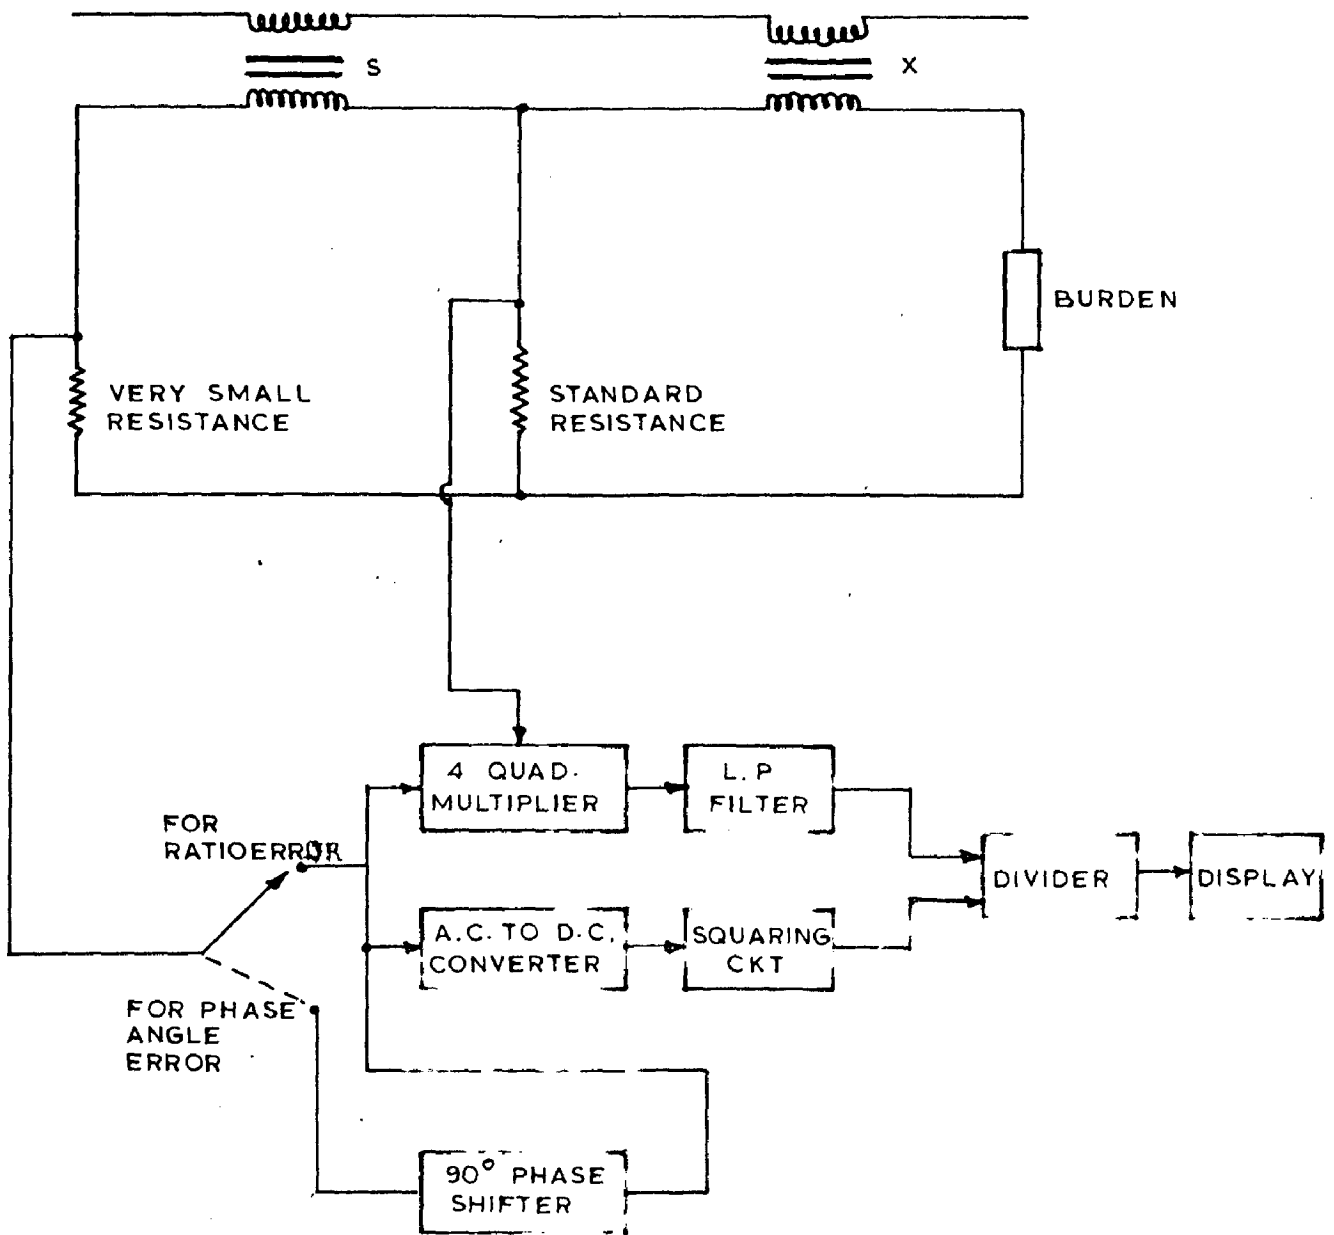 S
X
BURDEN
VERY SMALL
RESISTANCE
STANDARD
RESISTANCE
4 QUAD.
MULTIPLIER
L.P
FILTER
FOR
RATIOERROR
DIVIDER
DISPLAY
A.C. TO D.C.
CONVERTER
SQUARING
CKT
FOR PHASE
ANGLE
ERROR
90° PHASE
SHIFTER